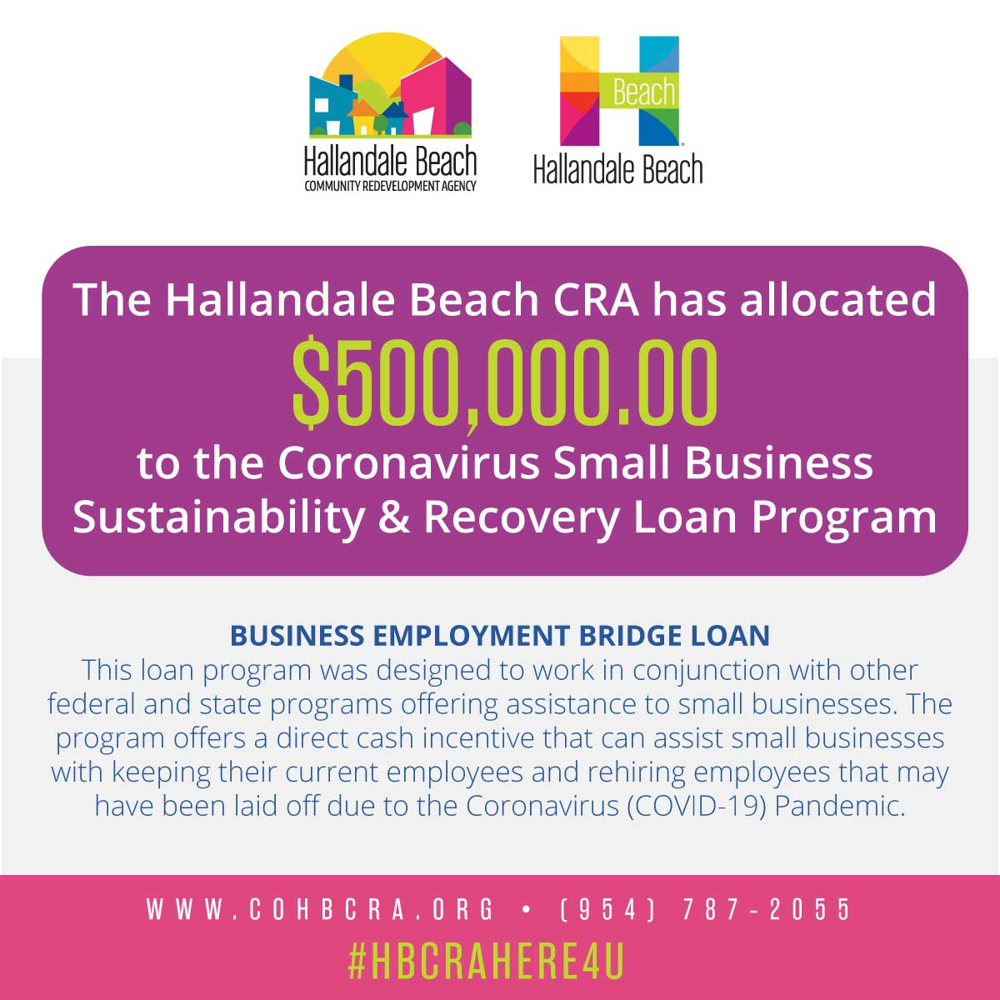 Hallandale Beach
COMMUNITY REDEVELOPMENT AGENCY
Beach
Hallandale Beach
The Hallandale Beach CRA has allocated
$500,000.00
to the Coronavirus Small Business
Sustainability & Recovery Loan Program
BUSINESS EMPLOYMENT BRIDGE LOAN
This loan program was designed to work in conjunction with other
federal and state programs offering assistance to small businesses. The
program offers a direct cash incentive that can assist small businesses
with keeping their current employees and rehiring employees that may
have been laid off due to the Coronavirus (COVID-19) Pandemic.
WWW.COHBCRA.ORG • (954) 787-2055
#HBCRAHERE4U